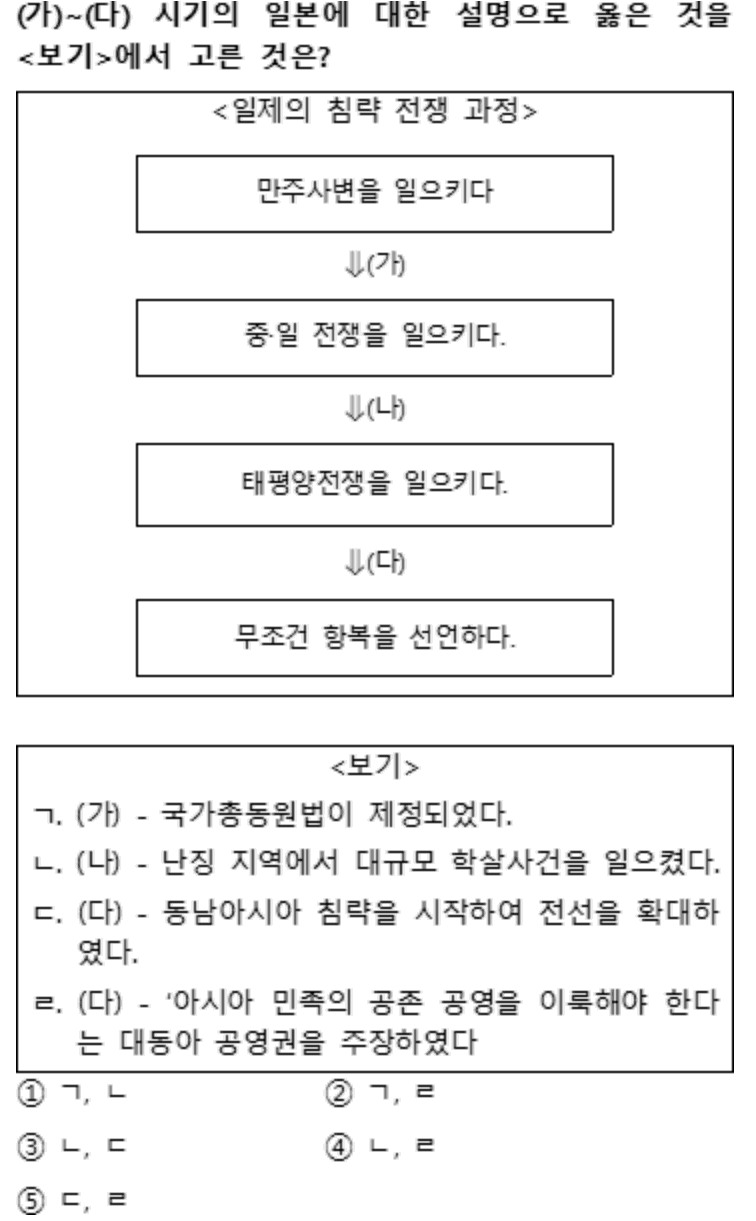 (가)~(다) 시기의 일본에 대한 설명으로 옳은 것을
<보기>에서 고른 것은?
<일제의 침략 전쟁 과정>
만주사변을 일으키다
⇓(가)
중·일 전쟁을 일으키다.
⇓(나)
태평양전쟁을 일으키다.
⇓(다)
무조건 항복을 선언하다.
<보기>
ㄱ. (가) - 국가총동원법이 제정되었다.
ㄴ. (나) - 난징 지역에서 대규모 학살사건을 일으켰다.
ㄷ. (다) - 동남아시아 침략을 시작하여 전선을 확대하
였다.
ㄹ. (다) - '아시아 민족의 공존 공영을 이룩해야 한다
는 대동아 공영권을 주장하였다
① ㄱ, ㄴ ② ㄱ, ㄹ
③ ㄴ, ㄷ ④ ㄴ, ㄹ
⑤ ㄷ, ㄹ